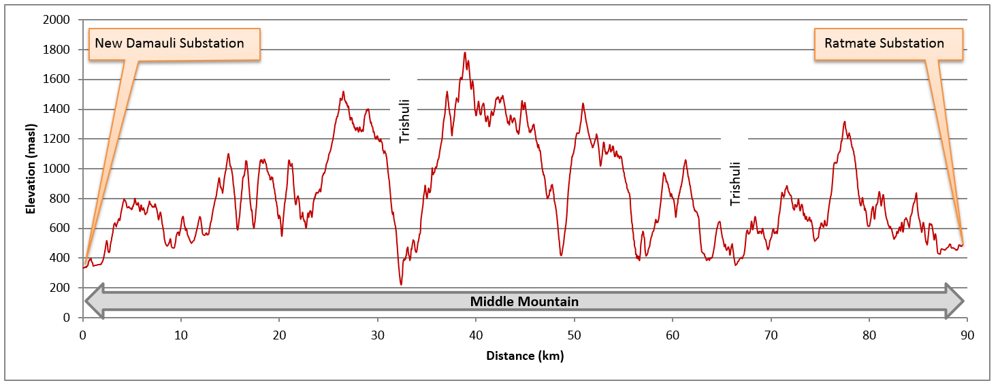 2000
1800
1600
1400
1200
1000
800
600
400
200
0
Elevation (masl)
New Damauli Substation
Ratmate Substation
Trishuli
Trishuli
Middle Mountain
0 10 20 30 40 50 60 70 80 90
Distance (km)